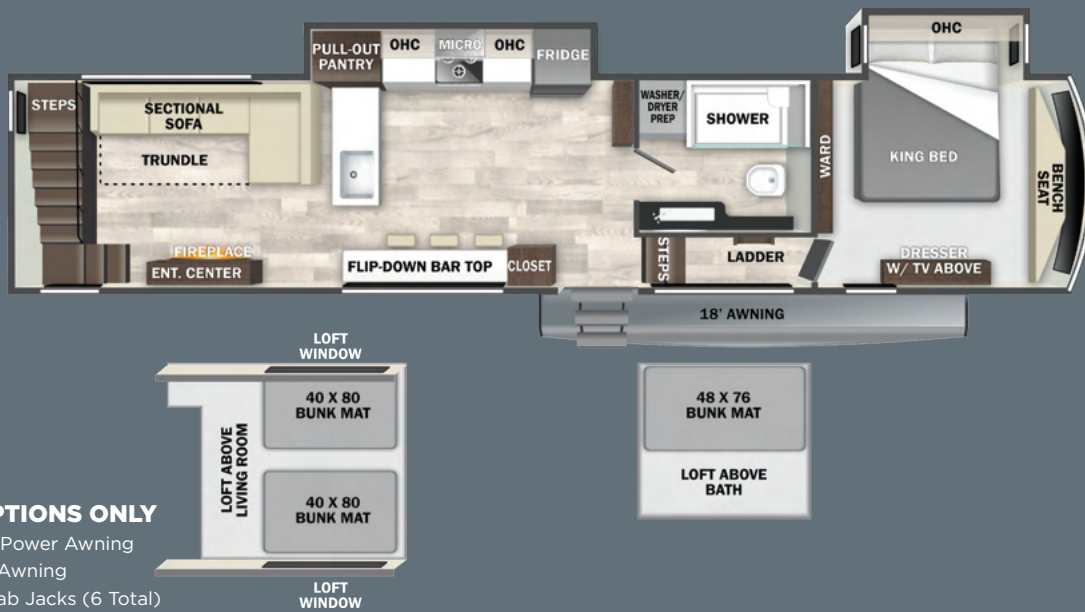 OHC
PULL-OUT
PANTRY
OHC
MICRO
OHC
FRIDGE
STEPS
SECTIONAL
SOFA
TRUNDLE
WASHER/
DRYER
PREP
SHOWER
WARD
KING BED
BENCH
SEAT
FIREPLACE
ENT. CENTER
FLIP-DOWN BAR TOP
CLOSET
STEPS
LADDER
DRESSER
W/ TV ABOVE
18' AWNING
LOFT
WINDOW
40 X 80
BUNK MAT
LOFT ABOVE
LIVING ROOM
40 X 80
BUNK MAT
LOFT
WINDOW
48 X 76
BUNK MAT
LOFT ABOVE
BATH
ONLY
Power Awning
Awning
Jacks (6 Total)